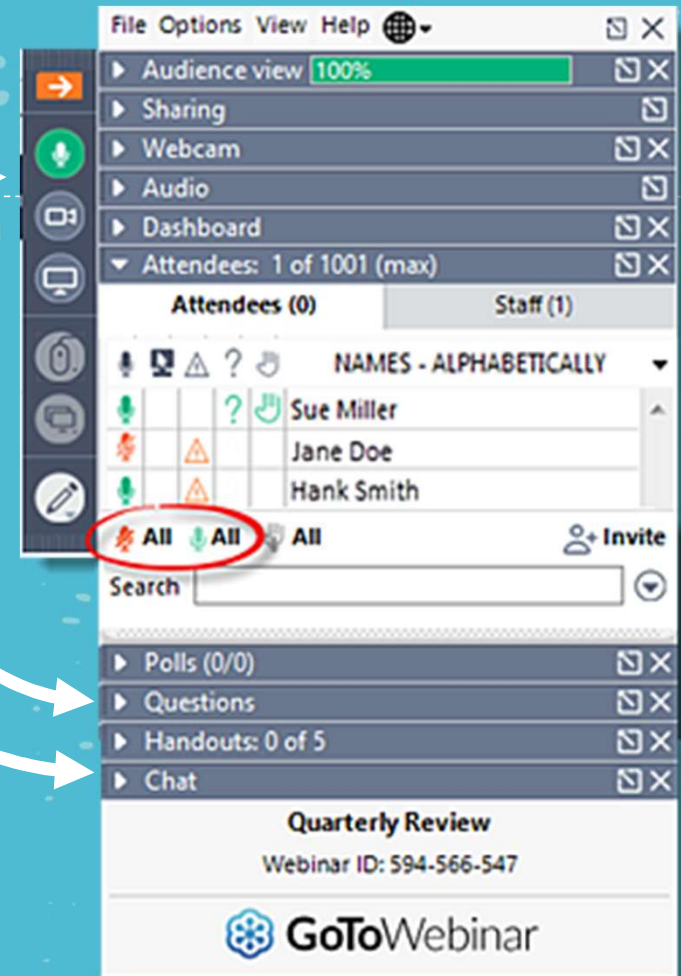 File Options View Help
Audience view 100%
Sharing
Webcam
Audio
Dashboard
Attendees: 1 of 1001 (max)
Attendees (0) Staff (1)
? NAMES - ALPHABETICALLY
? Sue Miller
Jane Doe
Hank Smith
All All All Invite
Search
Polls (0/0)
Questions
Handouts: 0 of 5
Chat
Quarterly Review
Webinar ID: 594-566-547
GoToWebinar